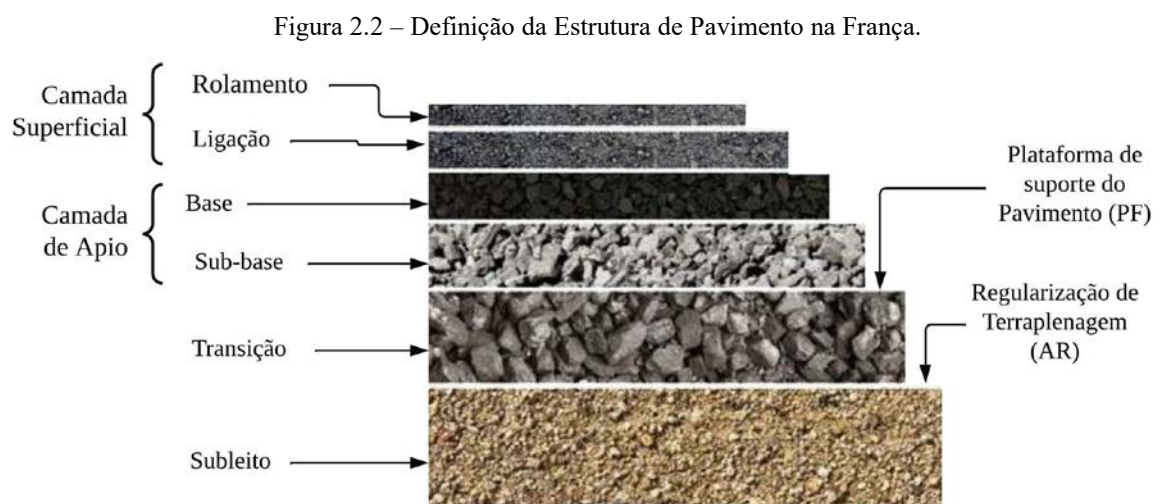 Figura 2.2 – Definição da Estrutura de Pavimento na França.
Camada
Superficial
Rolamento
Ligação
Camada
de Apio
Base
Sub-base
Transição
Subleito
Plataforma de
suporte do
Pavimento (PF)
Regularização de
Terraplenagem
(AR)